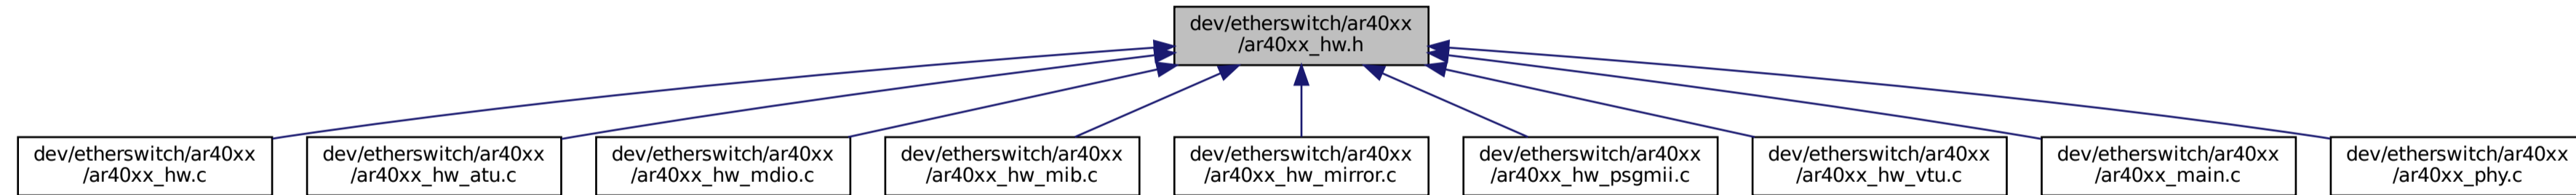 dev/etherswitch/ar40xx
/ar40xx_hw.h
dev/etherswitch/ar40xx
/ar40xx_hw.c
dev/etherswitch/ar40xx
/ar40xx_hw_atu.c
dev/etherswitch/ar40xx
/ar40xx_hw_mdio.c
dev/etherswitch/ar40xx
/ar40xx_hw_mib.c
dev/etherswitch/ar40xx
/ar40xx_hw_mirror.c
dev/etherswitch/ar40xx
/ar40xx_hw_psgmii.c
dev/etherswitch/ar40xx
/ar40xx_hw_vtu.c
dev/etherswitch/ar40xx
/ar40xx_main.c
dev/etherswitch/ar40xx
/ar40xx_phy.c